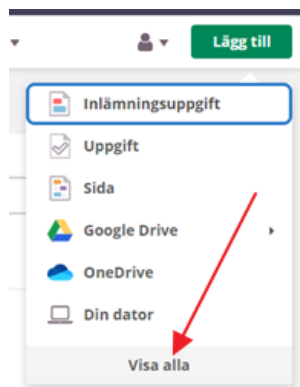 Lägg till
Inlämningsuppgift
Uppgift
Sida
Google Drive
OneDrive
Din dator
Visa alla